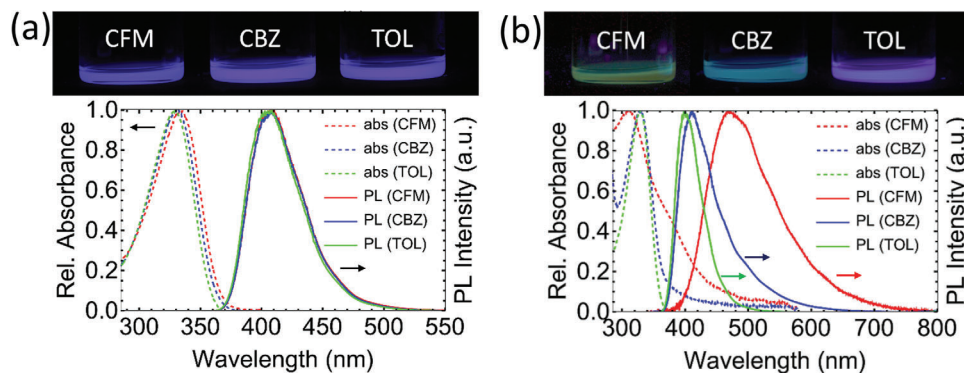 (a)
CFM CBZ TOL
Rel. Absorbance
1.0
0.8
0.6
0.4
0.2
0.0
abs (CFM)
abs (CBZ)
abs (TOL)
PL (CFM)
PL (CBZ)
PL (TOL)
PL Intensity (a.u.)
300 350 400 450 500 550
Wavelength (nm)
(b)
CFM CBZ TOL
Rel. Absorbance
1.0
0.8
0.6
0.4
0.2
0.0
abs (CFM)
abs (CBZ)
abs (TOL)
PL (CFM)
PL (CBZ)
PL (TOL)
PL Intensity (a.u.)
300 400 500 600 700 800
Wavelength (nm)